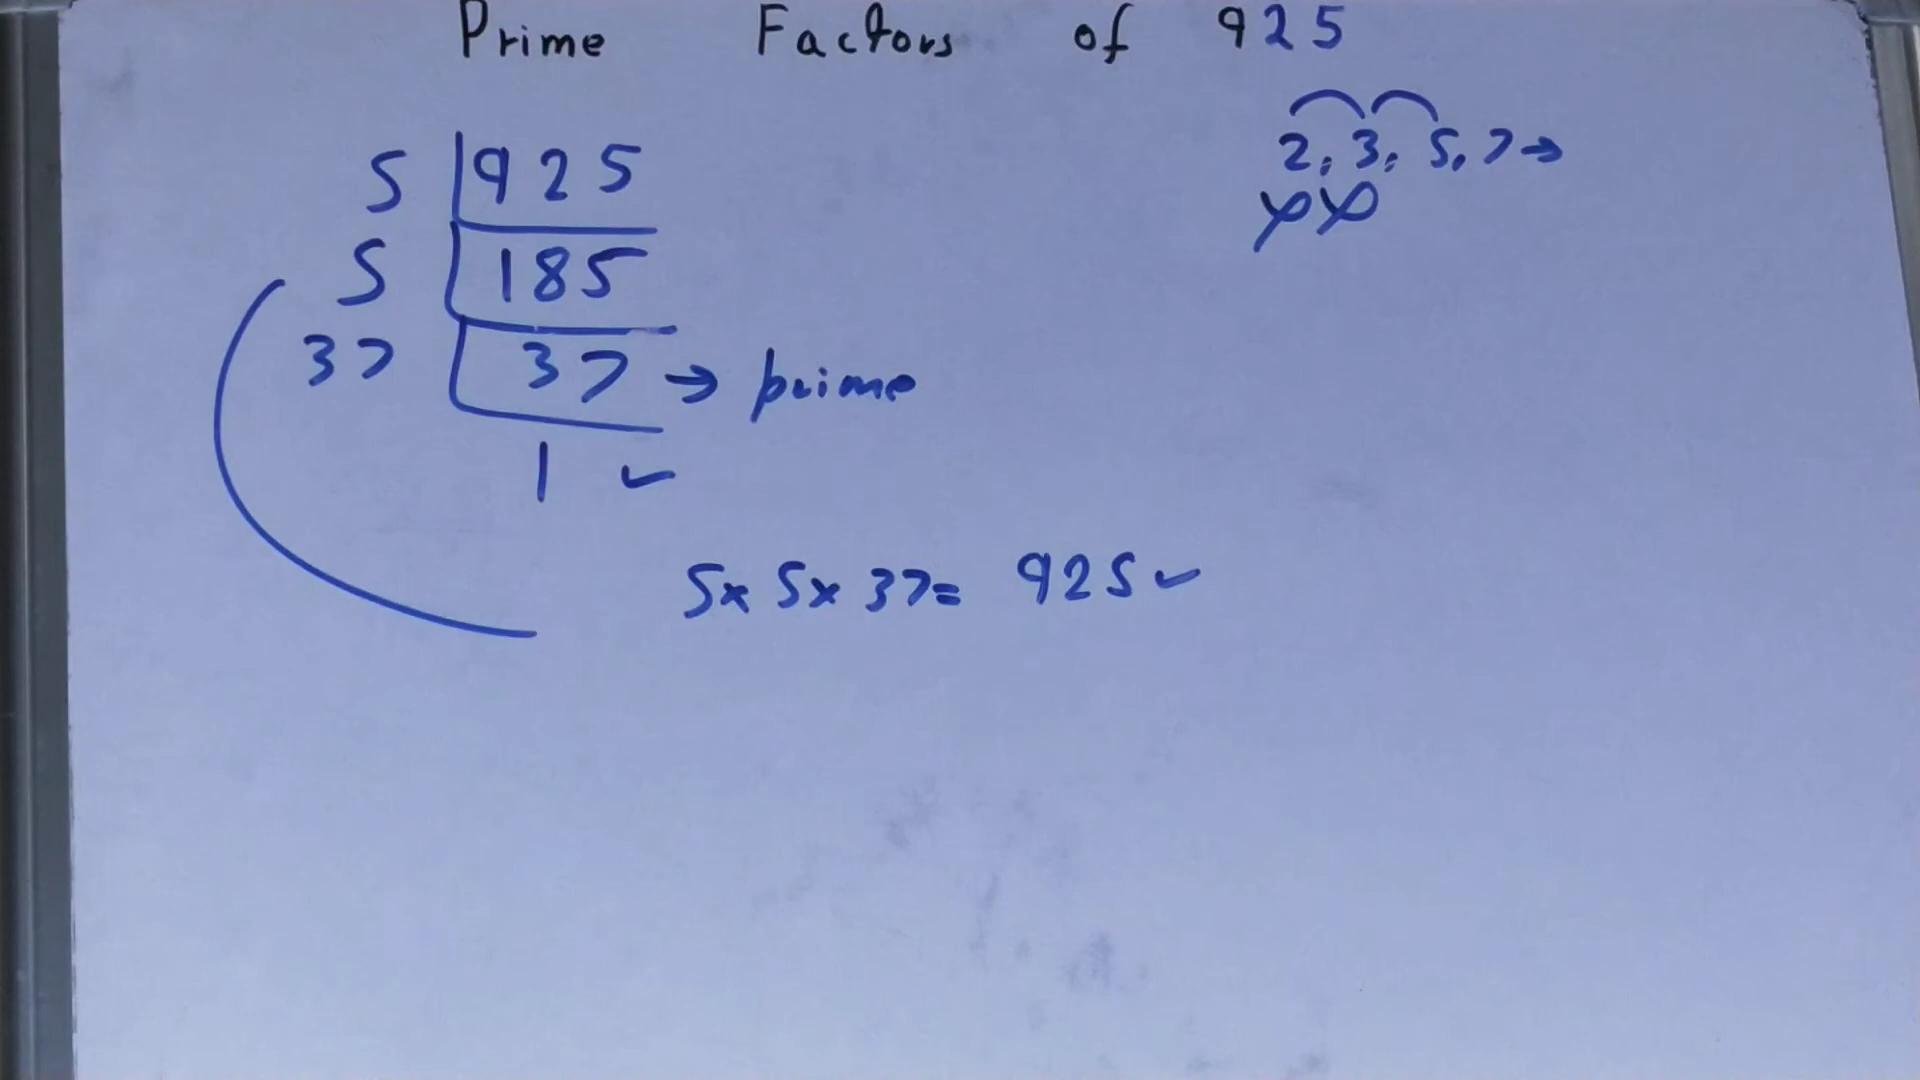 Prime Factors of 925
2, 3, 5, 7 →
5 | 925
5 | 185
37 | 37 → prime
1 ✓
5 × 5 × 37 = 925 ✓